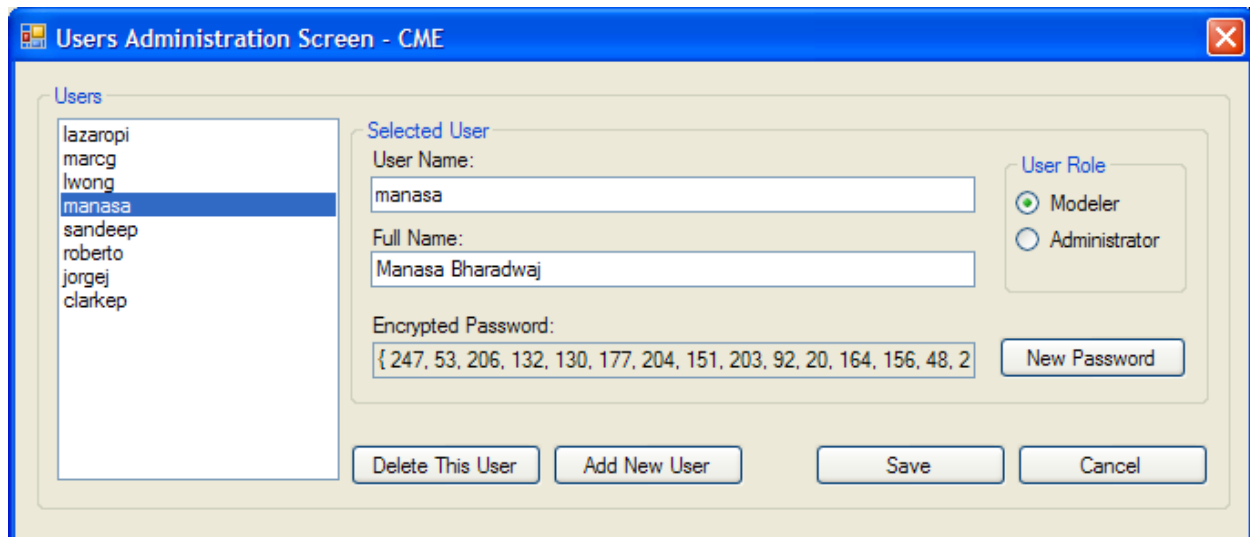 Users Administration Screen - CME
Users
lazaropi
marcg
lwong
manasa
sandeep
roberto
jorgej
clarkep
Selected User
User Name:
manasa
Full Name:
Manasa Bharadwaj
Encrypted Password:
{ 247, 53, 206, 132, 130, 177, 204, 151, 203, 92, 20, 164, 156, 48, 2
User Role
Modeler
Administrator
New Password
Delete This User
Add New User
Save
Cancel